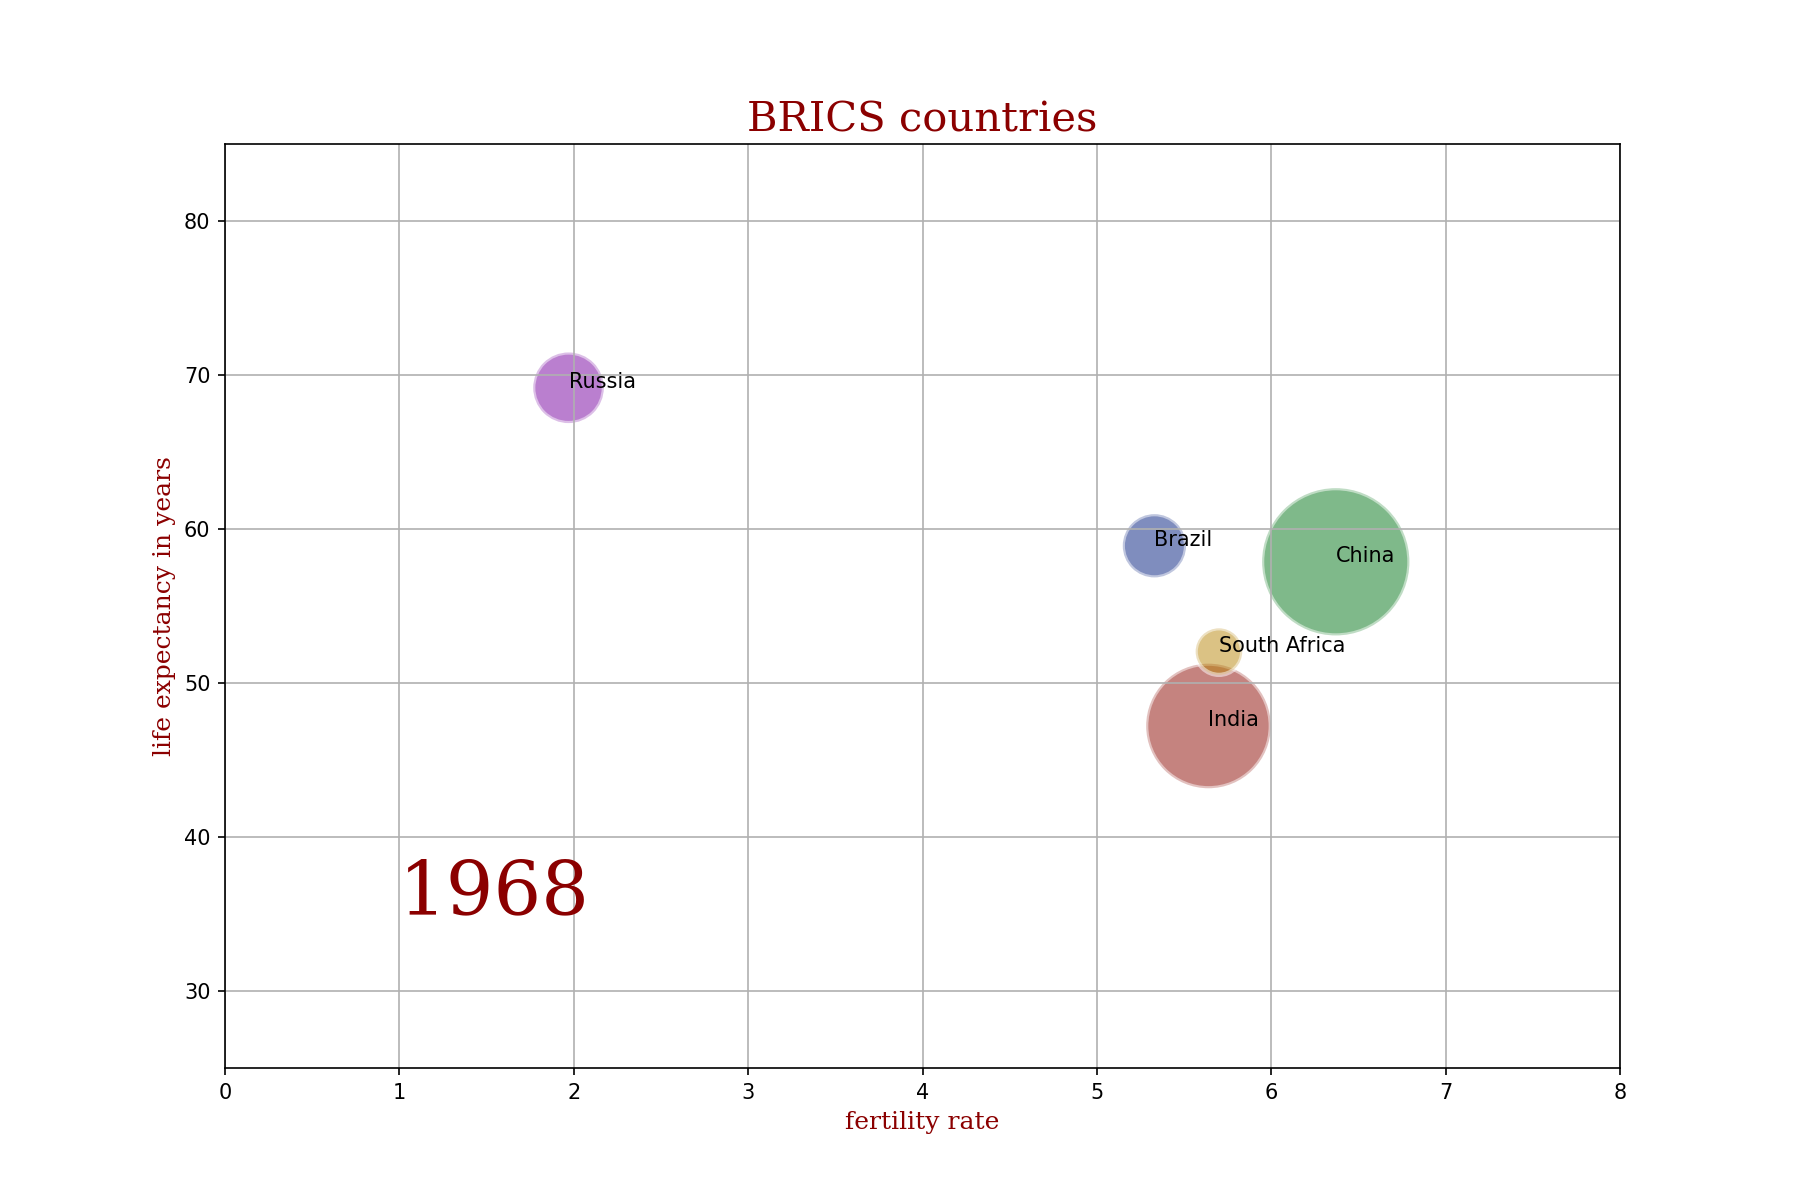 BRICS countries
80
70
60
50
40
30
life expectancy in years
Russia
Brazil
China
South Africa
India
1968
0 1 2 3 4 5 6 7 8
fertility rate